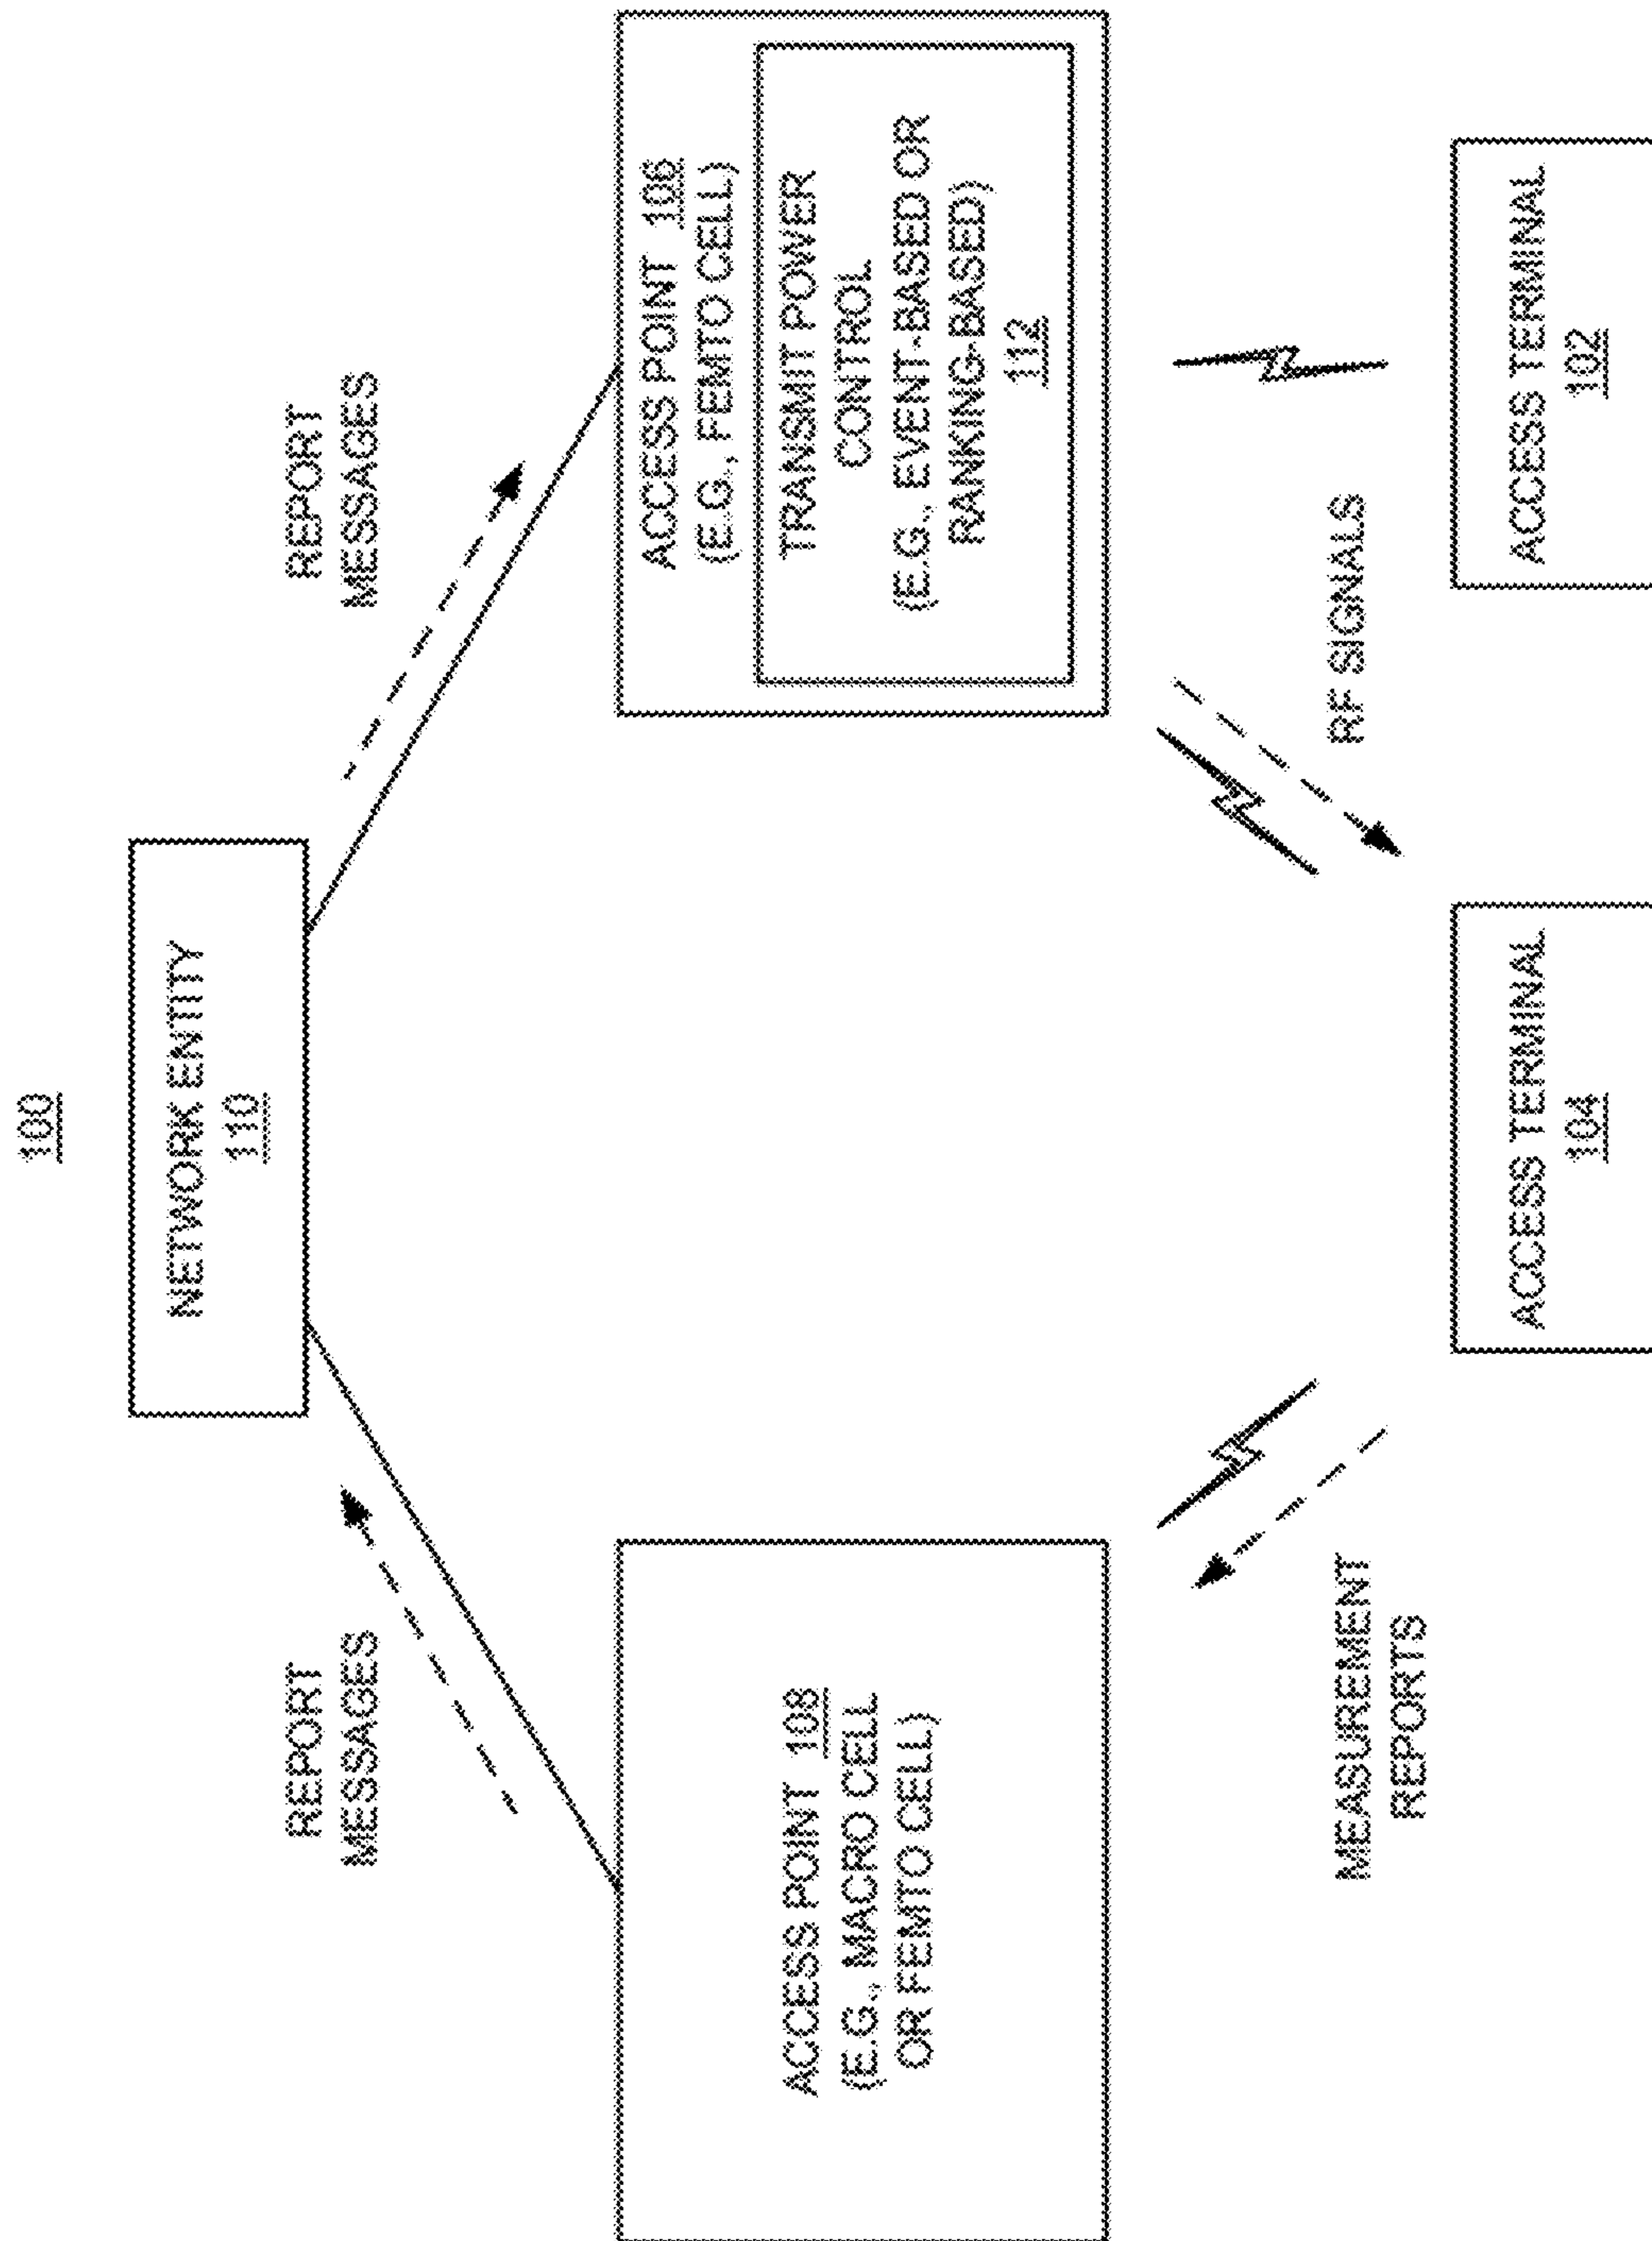 100
NETWORK ENTITY
110
REPORT
MESSAGES
REPORT
MESSAGES
ACCESS POINT 108
(E.G., MACRO CELL
OR FEMTO CELL)
ACCESS POINT 106
(E.G., FEMTO CELL)
TRANSMIT POWER
CONTROL
(E.G., EVENT-BASED OR
RANKING-BASED)
112
MEASUREMENT
REPORTS
RF SIGNALS
ACCESS TERMINAL
104
ACCESS TERMINAL
102